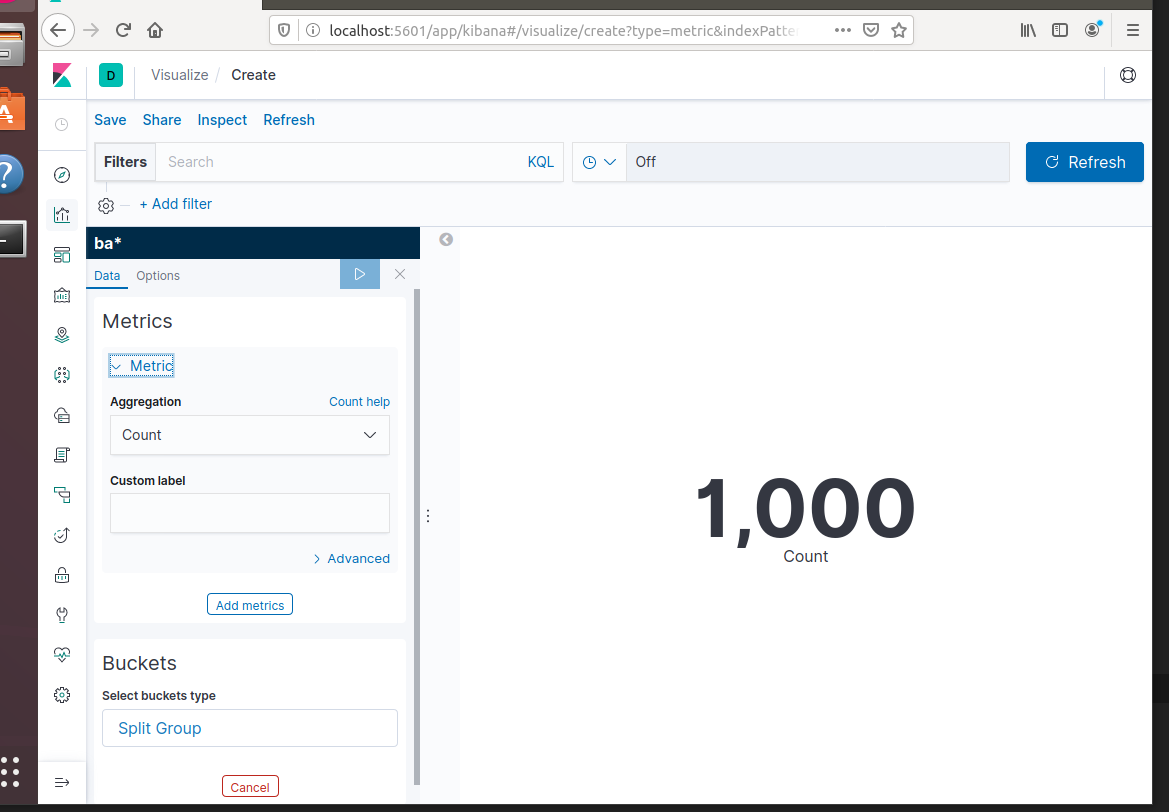 localhost:5601/app/kibana#/visualize/create?type=metric&indexPatte
D Visualize / Create
Save Share Inspect Refresh
Filters Search KQL Off Refresh
+ Add filter
ba*
Data Options
Metrics
Metric
Aggregation Count help
Count
Custom label
Advanced
Add metrics
1,000
Count
Buckets
Select buckets type
Split Group
Cancel